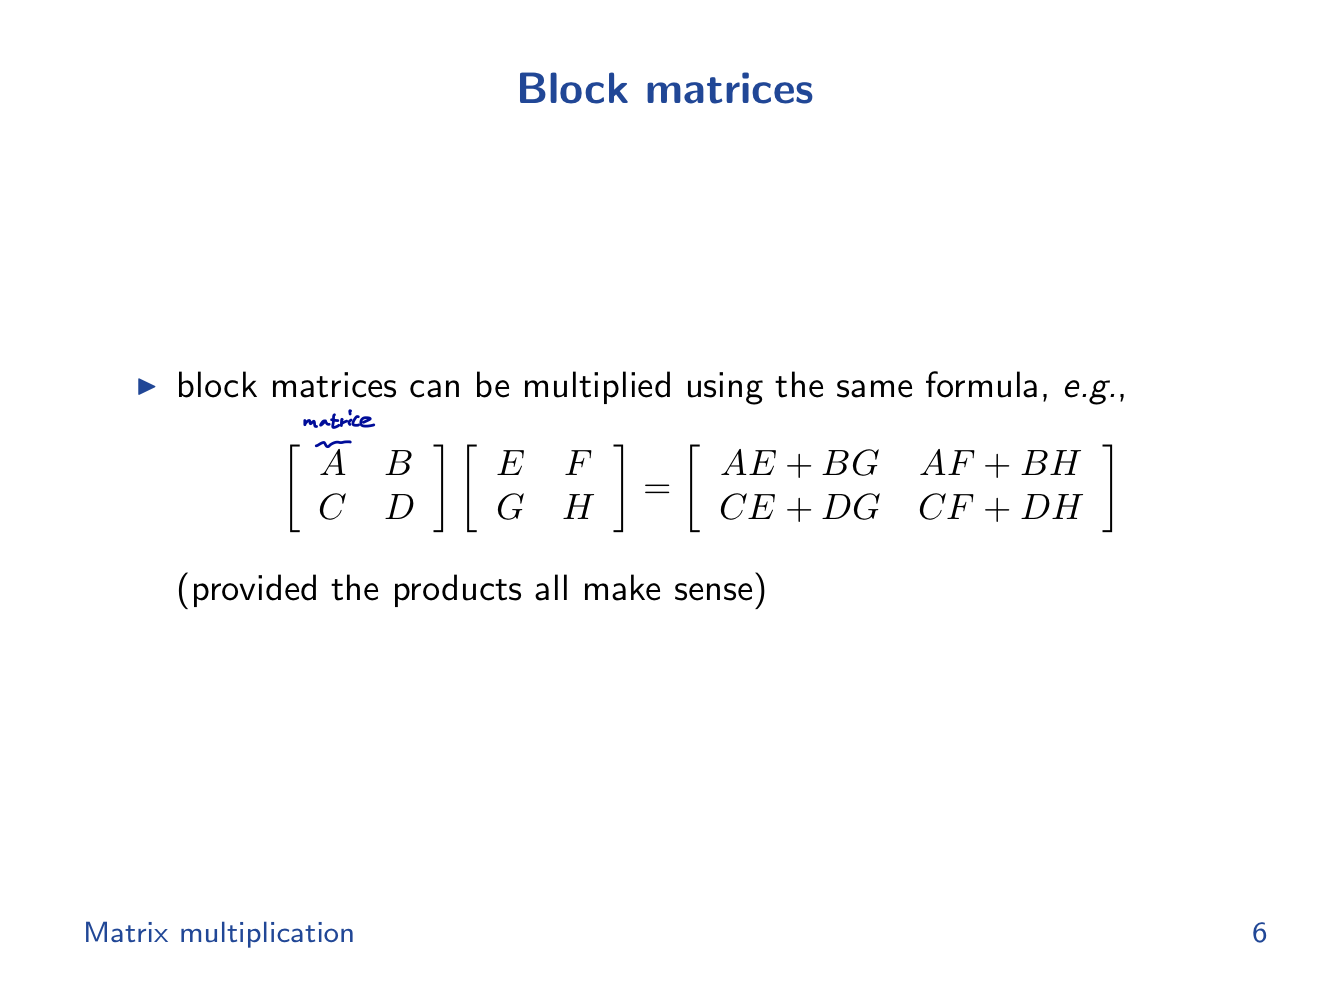 Block matrices
▶ block matrices can be multiplied using the same formula, e.g.,
matrice
[ A B ] [ E F ] = [ AE + BG AF + BH ]
[ C D ] [ G H ] [ CE + DG CF + DH ]
(provided the products all make sense)
Matrix multiplication 6